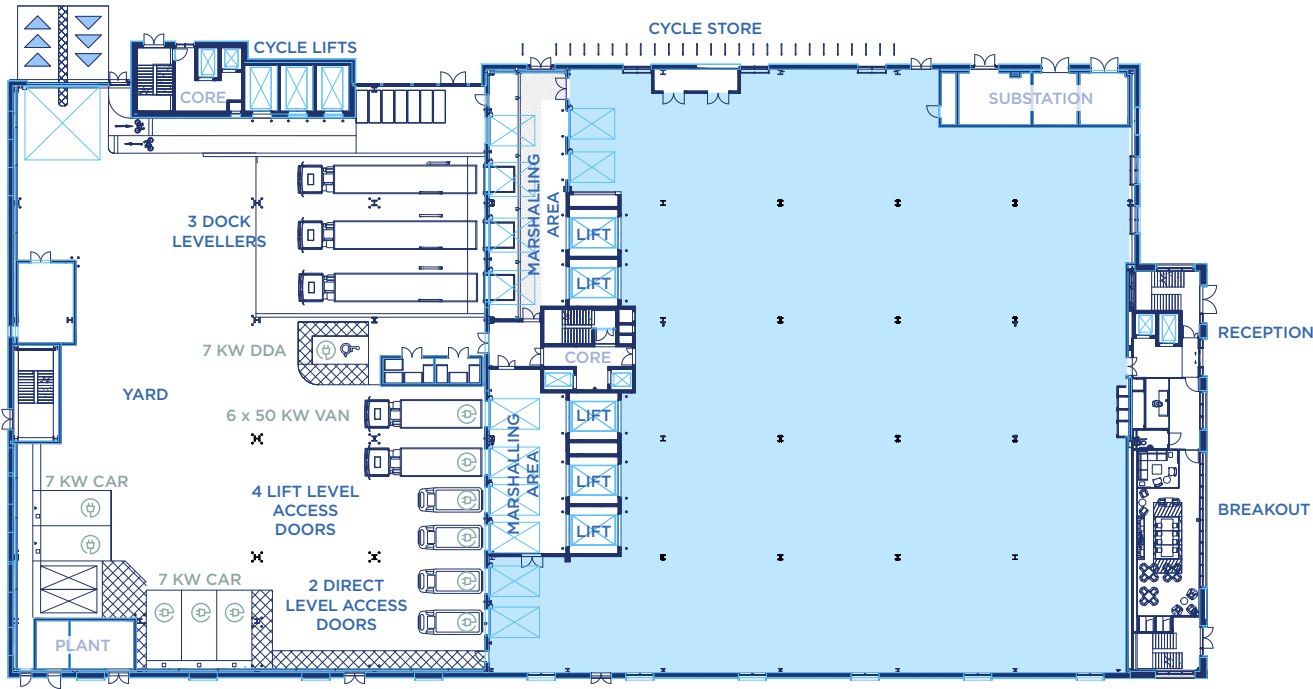 CYCLE STORE
CYCLE LIFTS
CORE
SUBSTATION
3 DOCK
LEVELLERS
MARSHALLING
AREA
LIFT
LIFT
7 KW DDA
CORE
RECEPTION
YARD
6 x 50 KW VAN
LIFT
MARSHALLING
AREA
7 KW CAR
4 LIFT LEVEL
ACCESS
DOORS
LIFT
LIFT
BREAKOUT
7 KW CAR
2 DIRECT
LEVEL ACCESS
DOORS
PLANT